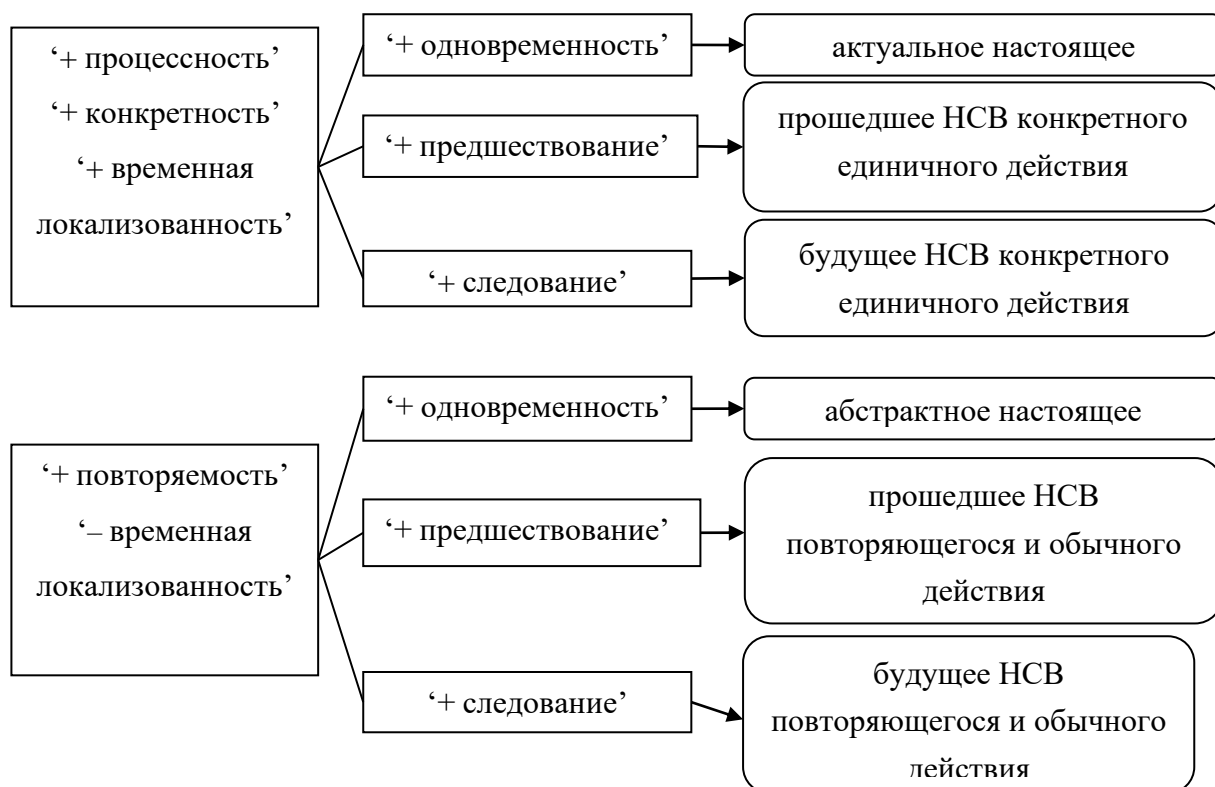 ‘+ процессность’
‘+ конкретность’
‘+ временная
локализованность’
‘+ одновременность’
актуальное настоящее
‘+ предшествование’
прошедшее НСВ конкретного
единичного действия
‘+ следование’
будущее НСВ конкретного
единичного действия
‘+ повторяемость’
‘– временная
локализованность’
‘+ одновременность’
абстрактное настоящее
‘+ предшествование’
прошедшее НСВ
повторяющегося и обычного
действия
‘+ следование’
будущее НСВ
повторяющегося и обычного
действия